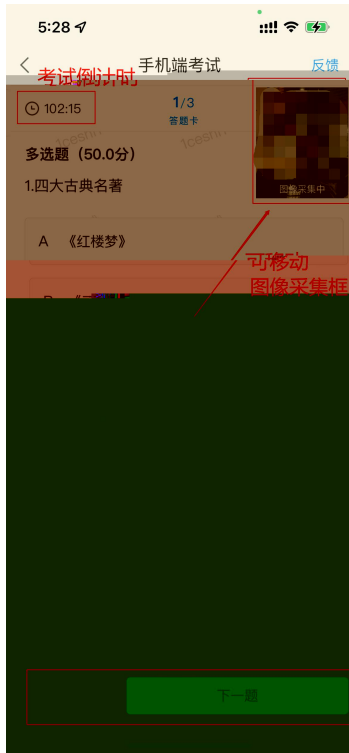 5:28
手机端考试
反馈
考试倒计时
102:15
1/3
答题卡
图像采集中
多选题（50.0分）
1.四大古典名著
A 《红楼梦》
可移动
图像采集框
下一题